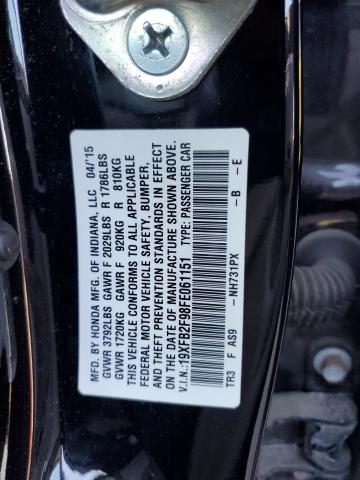 MFD. BY HONDA MFG. OF INDIANA, LLC 04/'15
GVWR 3792LBS GAWR F 2029LBS R 1786LBS
GVWR 1720KG GAWR F 920KG R 810KG
THIS VEHICLE CONFORMS TO ALL APPLICABLE
FEDERAL MOTOR VEHICLE SAFETY, BUMPER,
AND THEFT PREVENTION STANDARDS IN EFFECT
ON THE DATE OF MANUFACTURE SHOWN ABOVE.
V.I.N.: 19XFB2F98FE061151 TYPE: PASSENGER CAR
TR3 F AS9 -NH731PX -B -E